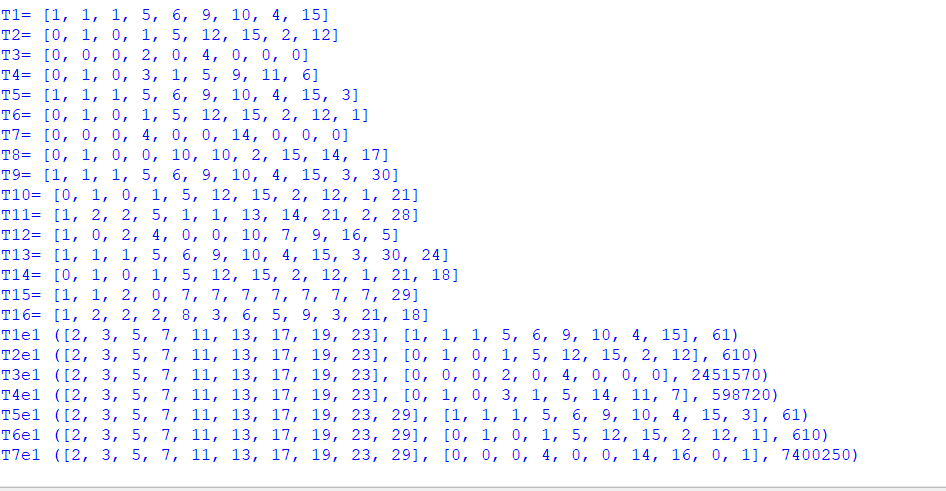 T1= [1, 1, 1, 5, 6, 9, 10, 4, 15]
T2= [0, 1, 0, 1, 5, 12, 15, 2, 12]
T3= [0, 0, 0, 2, 0, 4, 0, 0, 0]
T4= [0, 1, 0, 3, 1, 5, 9, 11, 6]
T5= [1, 1, 1, 5, 6, 9, 10, 4, 15, 3]
T6= [0, 1, 0, 1, 5, 12, 15, 2, 12, 1]
T7= [0, 0, 0, 4, 0, 0, 14, 0, 0, 0]
T8= [0, 1, 0, 0, 10, 10, 2, 15, 14, 17]
T9= [1, 1, 1, 5, 6, 9, 10, 4, 15, 3, 30]
T10= [0, 1, 0, 1, 5, 12, 15, 2, 12, 1, 21]
T11= [1, 2, 2, 5, 1, 1, 13, 14, 21, 2, 28]
T12= [1, 0, 2, 4, 0, 0, 10, 7, 9, 16, 5]
T13= [1, 1, 1, 5, 6, 9, 10, 4, 15, 3, 30, 24]
T14= [0, 1, 0, 1, 5, 12, 15, 2, 12, 1, 21, 18]
T15= [1, 1, 2, 0, 7, 7, 7, 7, 7, 7, 7, 29]
T16= [1, 2, 2, 2, 8, 3, 6, 5, 9, 3, 21, 18]
T1e1 ([2, 3, 5, 7, 11, 13, 17, 19, 23], [1, 1, 1, 5, 6, 9, 10, 4, 15], 61)
T2e1 ([2, 3, 5, 7, 11, 13, 17, 19, 23], [0, 1, 0, 1, 5, 12, 15, 2, 12], 610)
T3e1 ([2, 3, 5, 7, 11, 13, 17, 19, 23], [0, 0, 0, 2, 0, 4, 0, 0, 0], 2451570)
T4e1 ([2, 3, 5, 7, 11, 13, 17, 19, 23], [0, 1, 0, 3, 1, 5, 14, 11, 7], 598720)
T5e1 ([2, 3, 5, 7, 11, 13, 17, 19, 23, 29], [1, 1, 1, 5, 6, 9, 10, 4, 15, 3], 61)
T6e1 ([2, 3, 5, 7, 11, 13, 17, 19, 23, 29], [0, 1, 0, 1, 5, 12, 15, 2, 12, 1], 610)
T7e1 ([2, 3, 5, 7, 11, 13, 17, 19, 23, 29], [0, 0, 0, 4, 0, 0, 14, 16, 0, 1], 7400250)